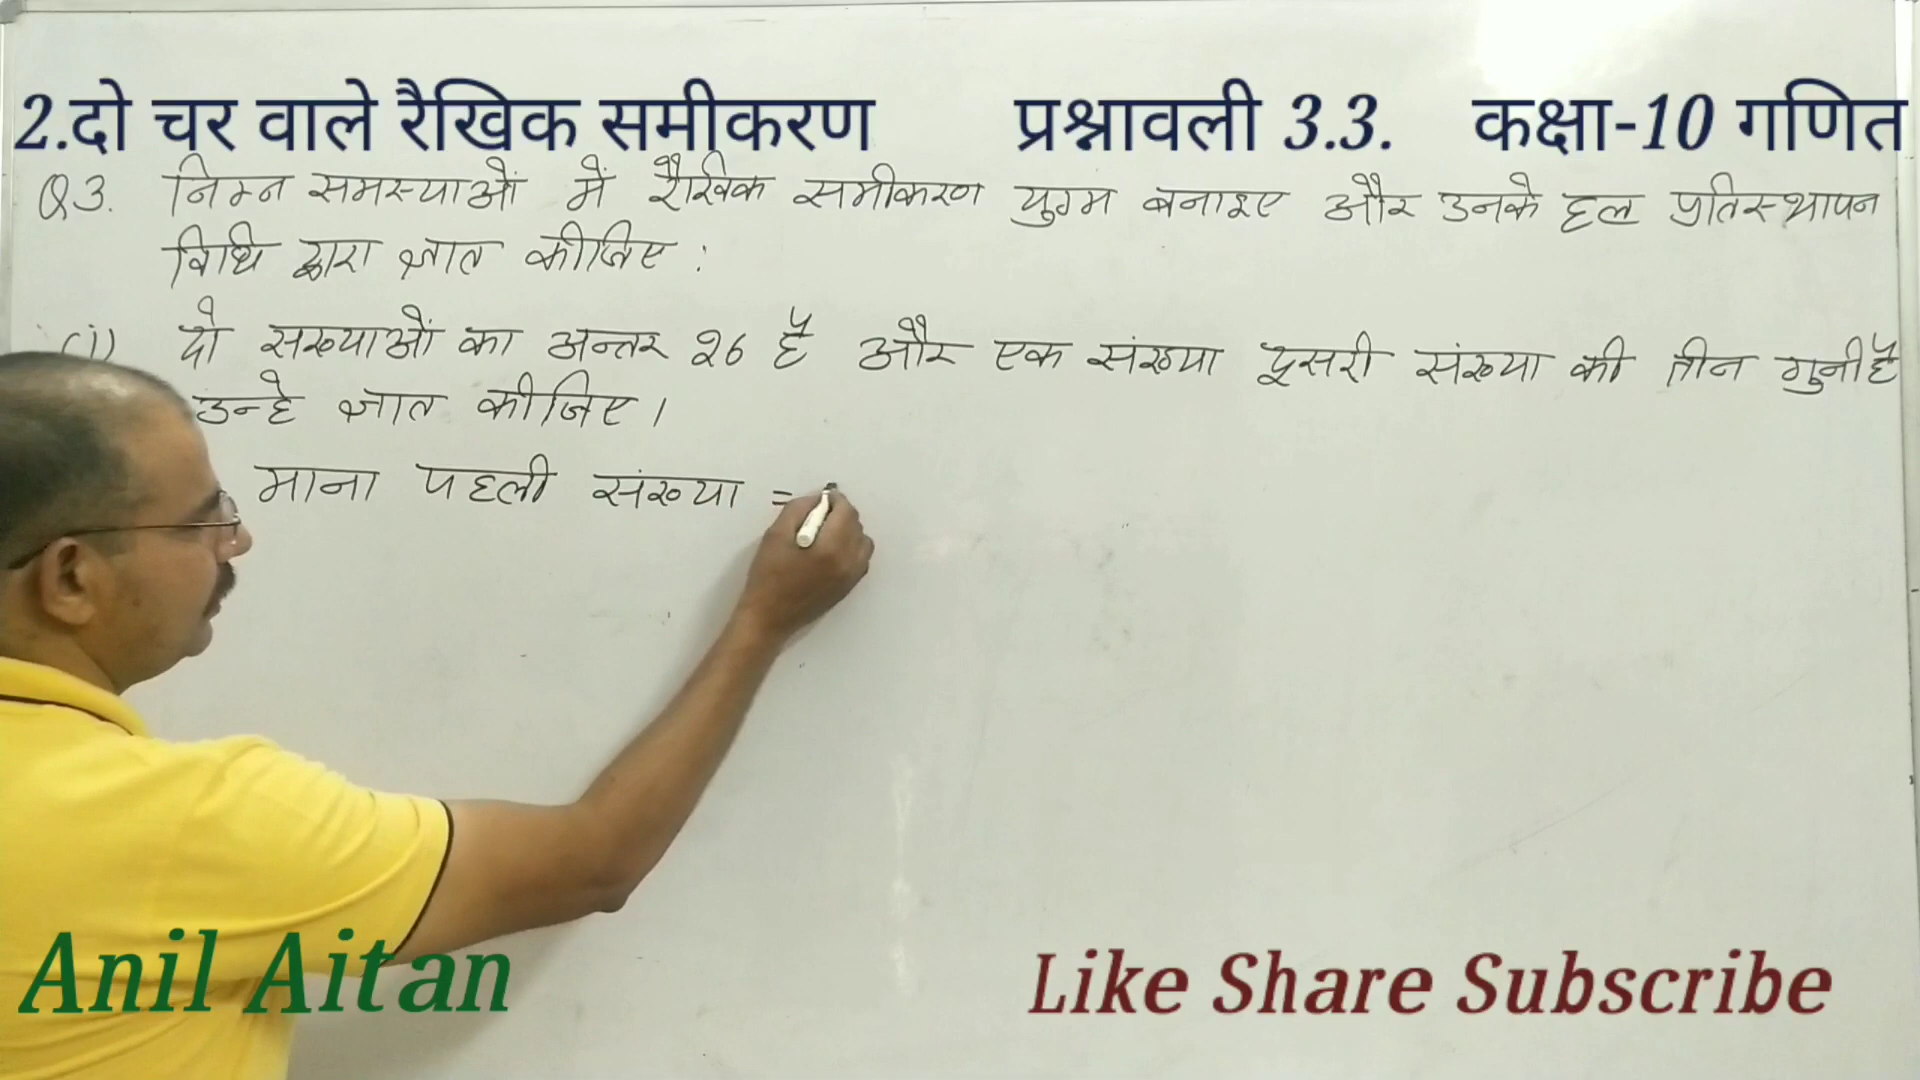 2.दो चर वाले रैखिक समीकरण प्रश्नावली 3.3. कक्षा-10 गणित
Q3. निम्न समस्याओं में रैखिक समीकरण युग्म बनाइए और उनके हल प्रतिस्थापन
विधि द्वारा ज्ञात कीजिए :
(i) दो सख्याओं का अन्तर 26 है और एक संख्या दूसरी संख्या की तीन गुनी है
उन्हे ज्ञात कीजिए।
माना पहली संख्या =
Anil Aitan
Like Share Subscribe